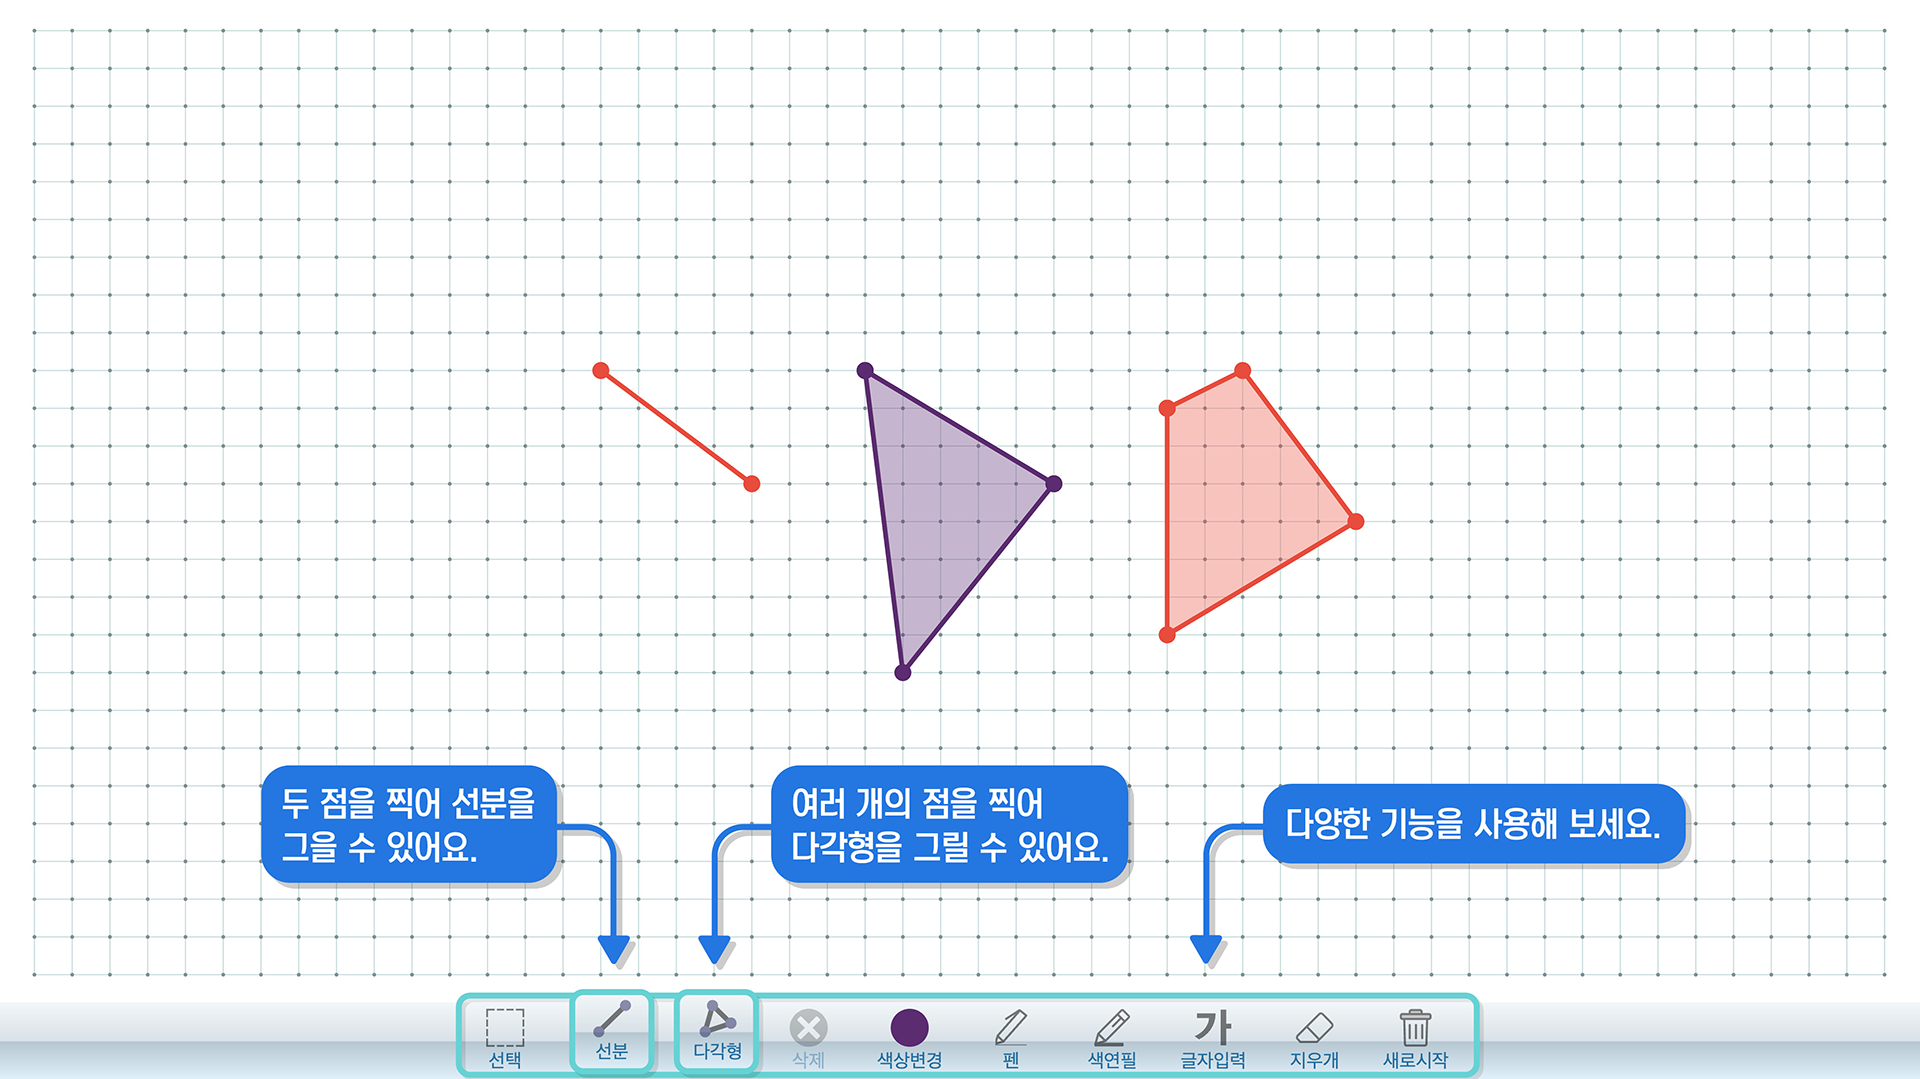 두 점을 찍어 선분을
그을 수 있어요.
여러 개의 점을 찍어
다각형을 그릴 수 있어요.
다양한 기능을 사용해 보세요.
선택
선분
다각형
삭제
색상변경
펜
색연필
가
글자입력
지우개
새로시작